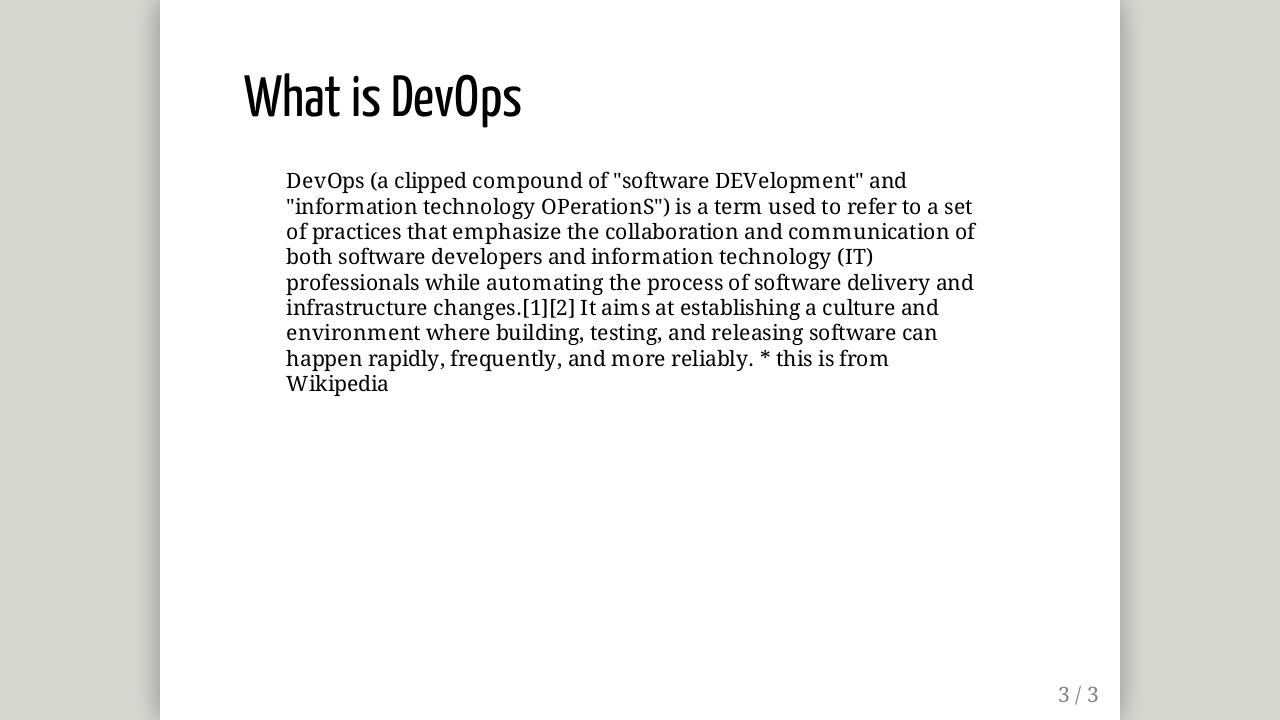 What is DevOps
DevOps (a clipped compound of "software DEVelopment" and
"information technology OPerationS") is a term used to refer to a set
of practices that emphasize the collaboration and communication of
both software developers and information technology (IT)
professionals while automating the process of software delivery and
infrastructure changes.[1][2] It aims at establishing a culture and
environment where building, testing, and releasing software can
happen rapidly, frequently, and more reliably. * this is from
Wikipedia
3 / 3